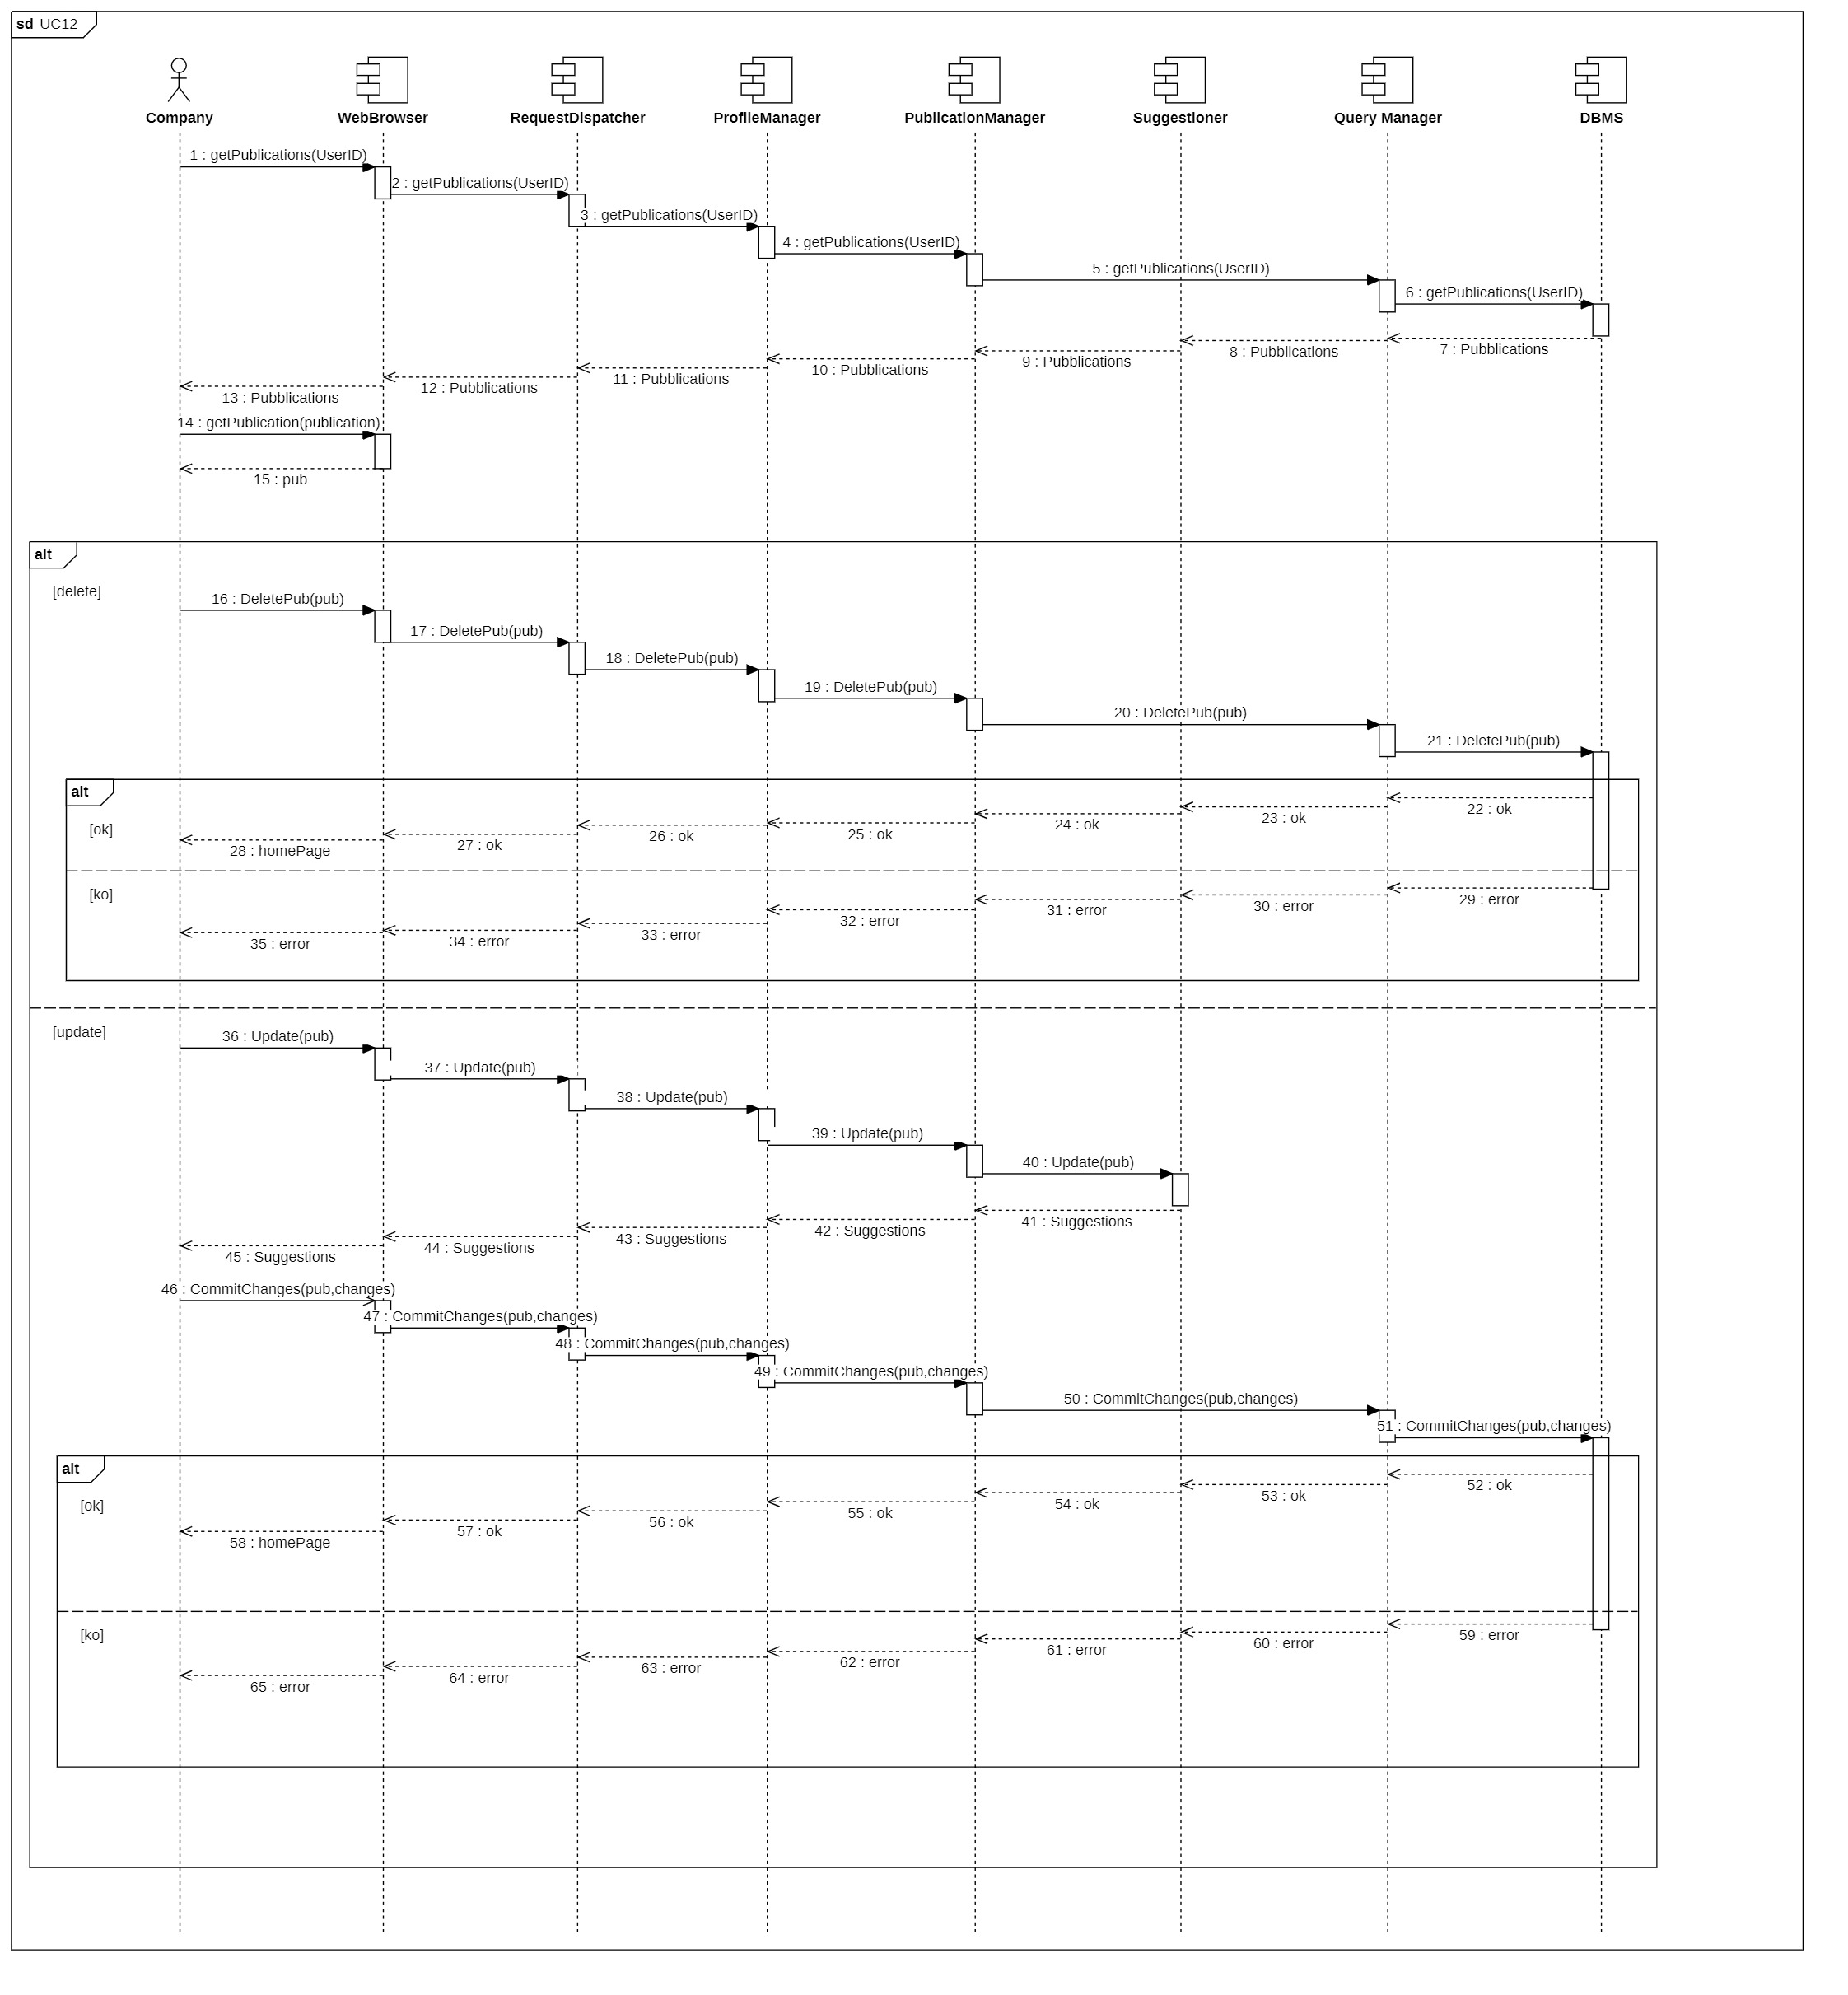 sd UC12
Company
WebBrowser
RequestDispatcher
ProfileManager
PublicationManager
Suggestioner
Query Manager
DBMS
1 : getPublications(UserID)
2 : getPublications(UserID)
3 : getPublications(UserID)
4 : getPublications(UserID)
5 : getPublications(UserID)
6 : getPublications(UserID)
7 : Pubblications
8 : Pubblications
9 : Pubblications
10 : Pubblications
11 : Pubblications
12 : Pubblications
13 : Pubblications
14 : getPublication(publication)
15 : pub
alt
[delete]
16 : DeletePub(pub)
17 : DeletePub(pub)
18 : DeletePub(pub)
19 : DeletePub(pub)
20 : DeletePub(pub)
21 : DeletePub(pub)
alt
[ok]
22 : ok
23 : ok
24 : ok
25 : ok
26 : ok
27 : ok
28 : homePage
[ko]
29 : error
30 : error
31 : error
32 : error
33 : error
34 : error
35 : error
[update]
36 : Update(pub)
37 : Update(pub)
38 : Update(pub)
39 : Update(pub)
40 : Update(pub)
41 : Suggestions
42 : Suggestions
43 : Suggestions
44 : Suggestions
45 : Suggestions
46 : CommitChanges(pub,changes)
47 : CommitChanges(pub,changes)
48 : CommitChanges(pub,changes)
49 : CommitChanges(pub,changes)
50 : CommitChanges(pub,changes)
51 : CommitChanges(pub,changes)
alt
[ok]
52 : ok
53 : ok
54 : ok
55 : ok
56 : ok
57 : ok
58 : homePage
[ko]
59 : error
60 : error
61 : error
62 : error
63 : error
64 : error
65 : error